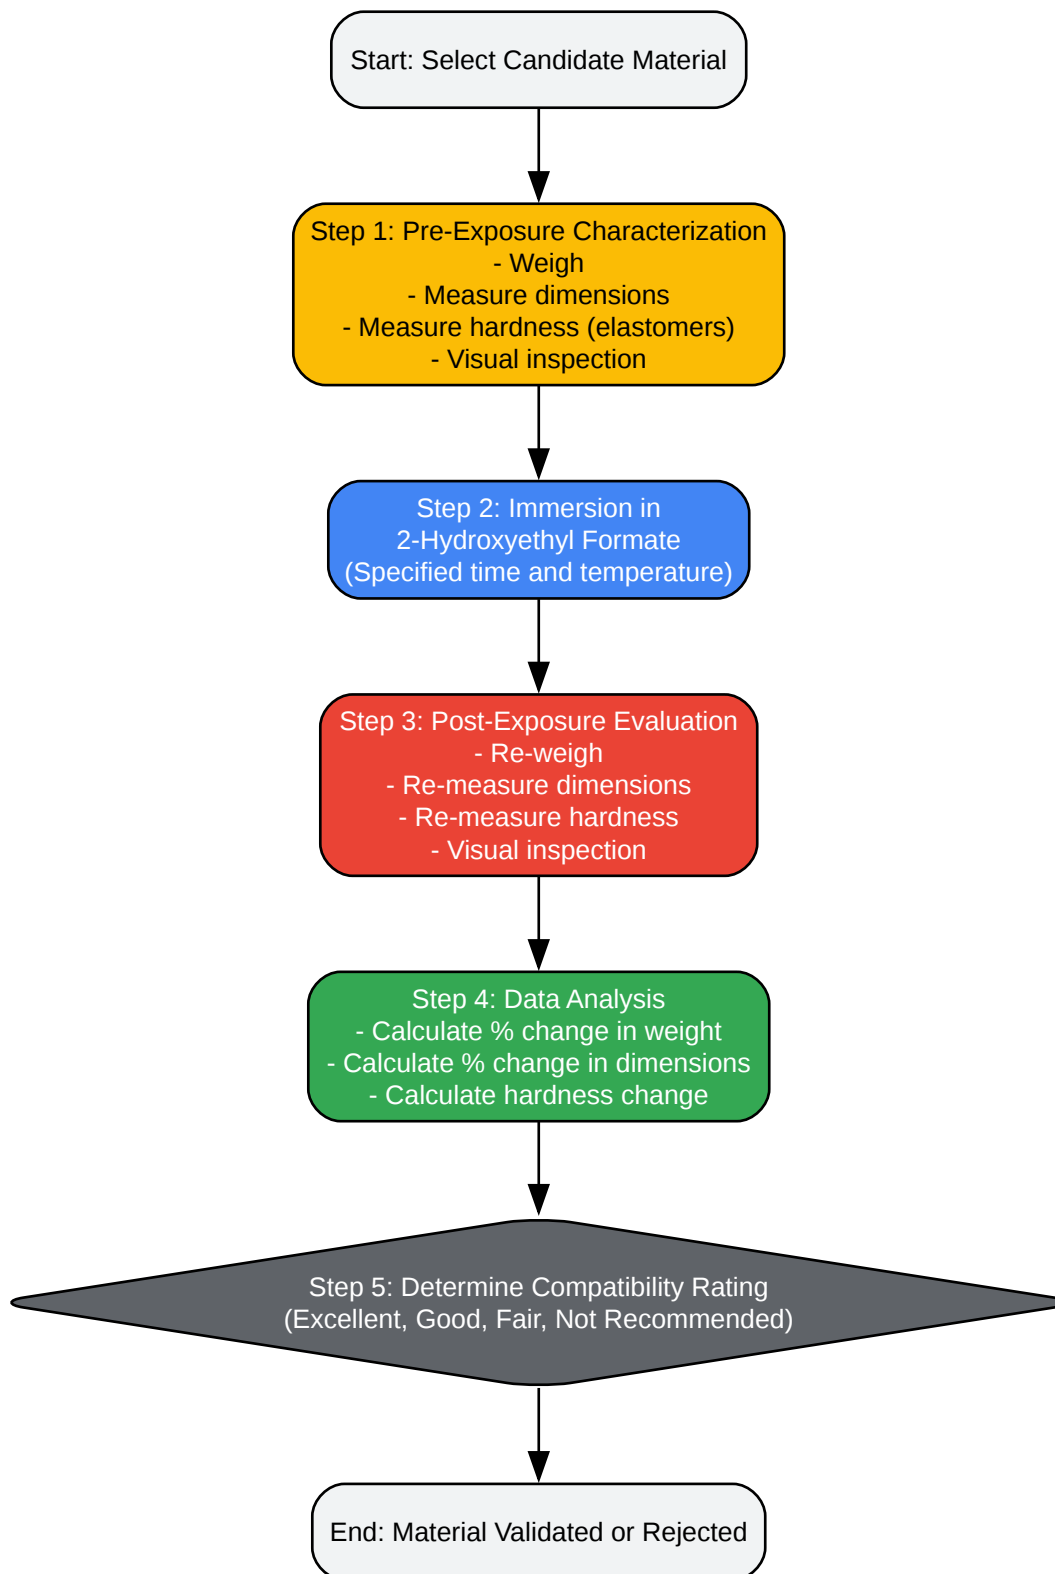 Start: Select Candidate Material
Step 1: Pre-Exposure Characterization
- Weigh
- Measure dimensions
- Measure hardness (elastomers)
- Visual inspection
Step 2: Immersion in
2-Hydroxyethyl Formate
(Specified time and temperature)
Step 3: Post-Exposure Evaluation
- Re-weigh
- Re-measure dimensions
- Re-measure hardness
- Visual inspection
Step 4: Data Analysis
- Calculate % change in weight
- Calculate % change in dimensions
- Calculate hardness change
Step 5: Determine Compatibility Rating
(Excellent, Good, Fair, Not Recommended)
End: Material Validated or Rejected